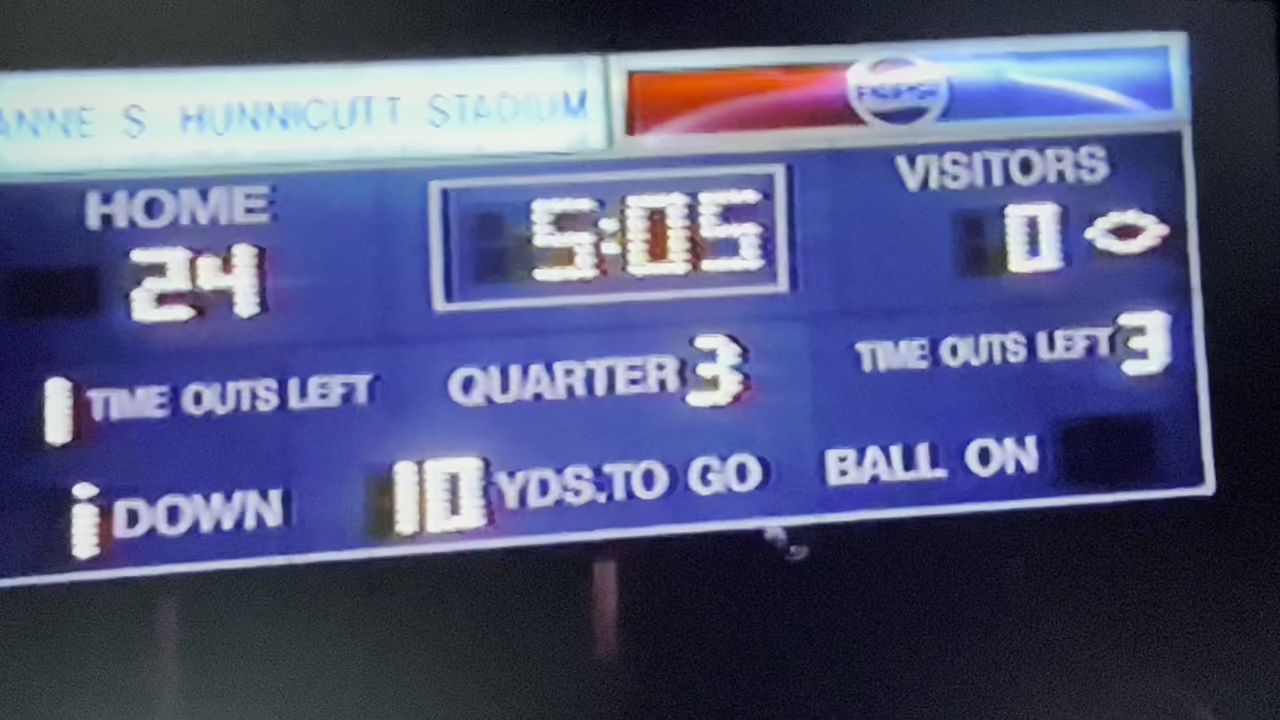 ANNE S. HUNNICUTT STADIUM
HOME 5:05 VISITORS
24 0
1 TIME OUTS LEFT QUARTER 3 TIME OUTS LEFT 3
1 DOWN 10 YDS. TO GO BALL ON